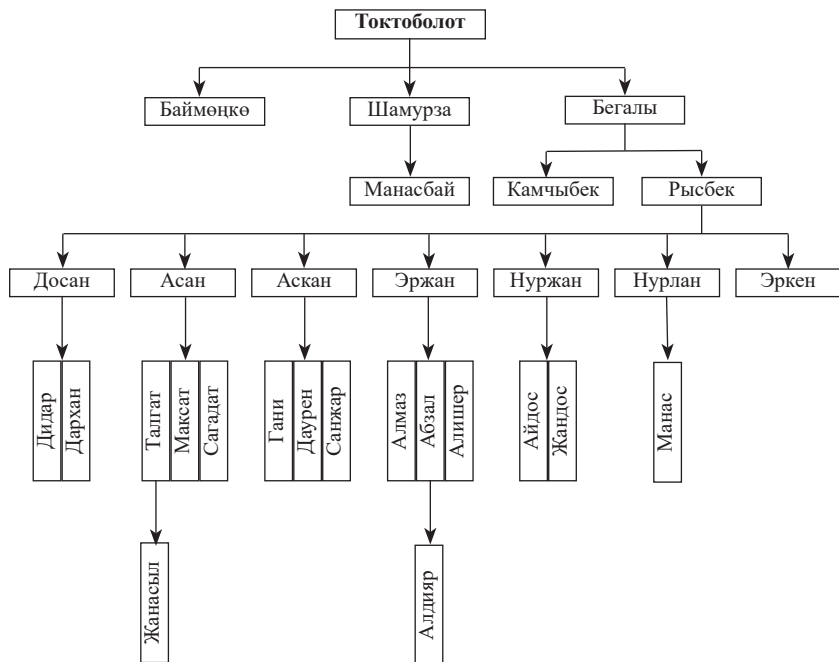 Токтоболот
Баймөңкө Шамурза Бегалы
Манасбай Камчыбек Рысбек
Досан Асан Аскан Эржан Нуржан Нурлан Эркен
Дидар
Дархан
Талгат
Максат
Сагадат
Гани
Даурен
Санжар
Алмаз
Абзал
Алишер
Айдос
Жандос
Манас
Жанасыл
Алдияр